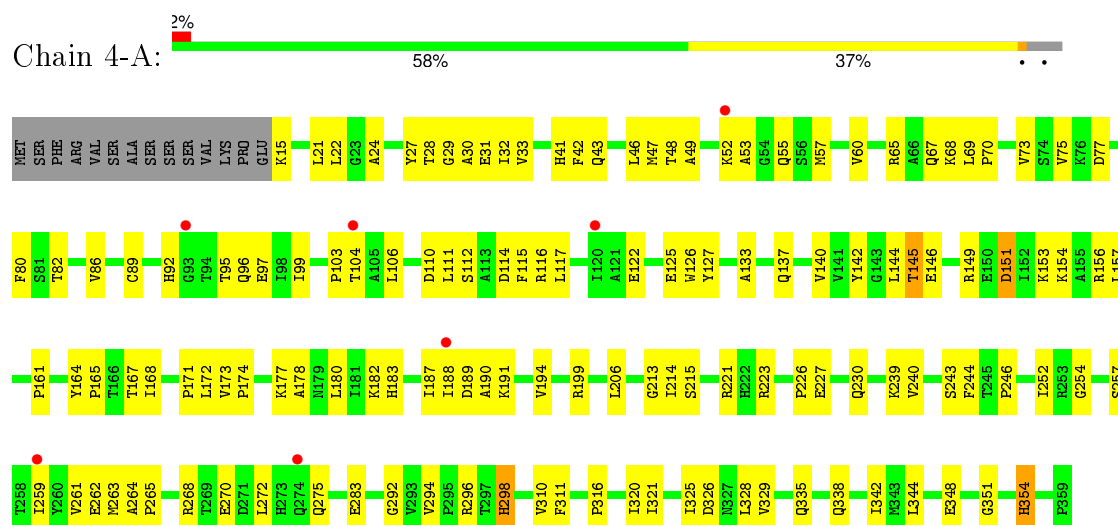 2%
Chain 4-A:
58% 37% • •
MET SER PHE ARG VAL SER ALA SER SER SER VAL LYS PRO GLU K15 L21 L22 G23 A24 Y27 T28 G29 A30 E31 I32 V33 H41 F42 Q43 L46 M47 T48 A49 K52 A53 G54 Q55 S56 M57 V60 R65 A66 Q67 K68 L69 P70 V73 S74 V75 K76 D77
F80 S81 T82 V86 C89 H92 G93 T94 T95 Q96 E97 I98 I99 P103 T104 A105 L106 D110 L111 S112 A113 D114 F115 R116 L117 I120 A121 E122 E125 W126 Y127 A133 Q137 V140 V141 Y142 G143 L144 T145 E146 R149 E150 D151 I152 K153 K154 A155 R156 L157
P161 Y164 P165 T166 T167 I168 P171 L172 V173 P174 K177 A178 N179 L180 I181 K182 H183 I187 I188 D189 A190 K191 V194 R199 L206 G213 I214 S215 R221 H222 R223 P226 E227 Q230 K239 V240 S243 F244 T245 P246 I252 R253 G254 S257
T258 I259 Y260 V261 E262 M263 A264 P265 R268 T269 E270 D271 L272 H273 Q274 Q275 E283 G292 V293 V294 P295 R296 T297 H298 V310 F311 P316 I320 I321 I325 D326 N327 L328 V329 Q335 Q338 I342 M343 L344 E348 G351 H354 P359